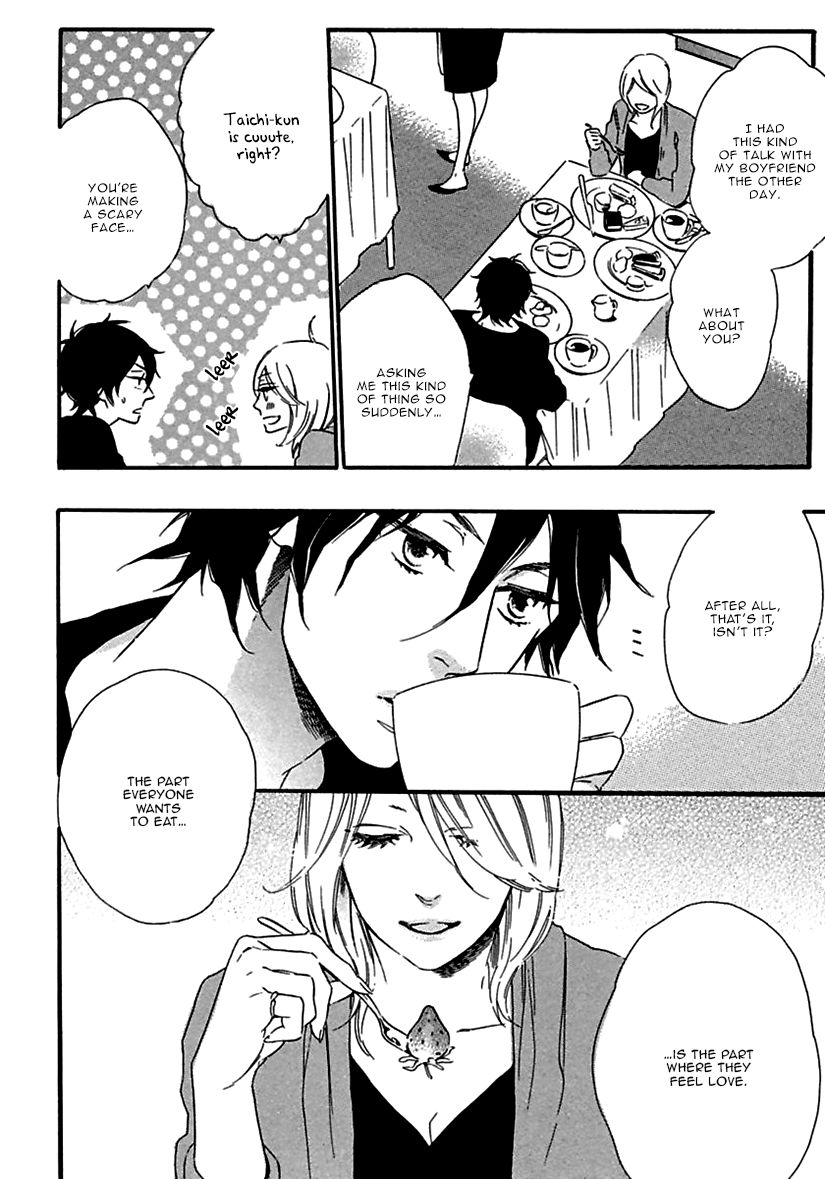 I HAD
THIS KIND
OF TALK WITH
MY BOYFRIEND
THE OTHER
DAY.
WHAT
ABOUT
YOU?
ASKING
ME THIS KIND
OF THING SO
SUDDENLY...
Taichi-kun
is cuuute,
right?
YOU'RE
MAKING
A SCARY
FACE...
leer
leer
AFTER ALL,
THAT'S IT,
ISN'T IT?
THE PART
EVERYONE
WANTS
TO EAT...
...IS THE PART
WHERE THEY
FEEL LOVE.